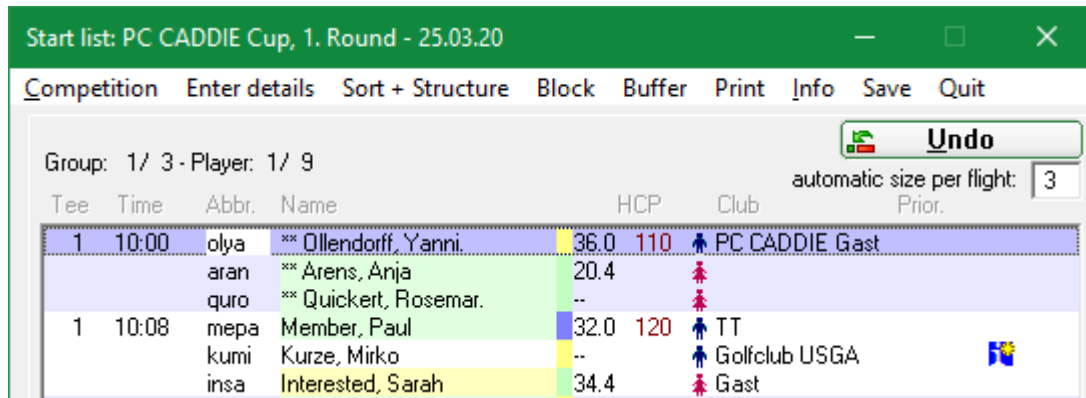 Start list: PC CADDIE Cup, 1. Round - 25.03.20
Competition Enter details Sort + Structure Block Buffer Print Info Save Quit
Undo
Group: 1/ 3 - Player: 1/ 9
automatic size per flight: 3
Tee Time Abbr. Name HCP Club Prior.
1 10:00 olya ** Ollendorff, Yanni. 36.0 110 PC CADDIE Gast
aran ** Arens, Anja 20.4
quro ** Quickert, Rosemar. --
1 10:08 mepa Member, Paul 32.0 120 TT
kumi Kurze, Mirko -- Golfclub USGA
insa Interested, Sarah 34.4 Gast